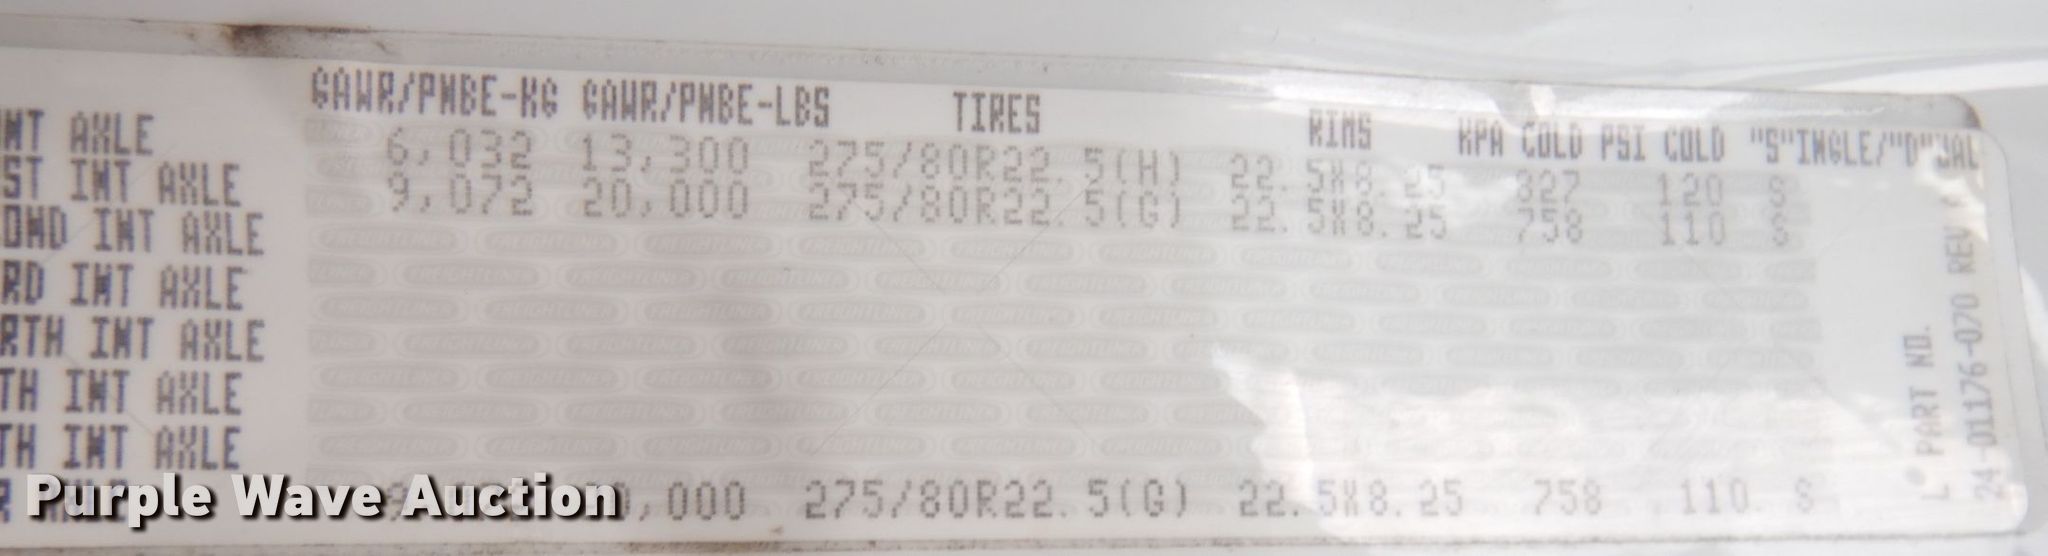 GAWR/PNBE-KG GAWR/PNBE-LBS TIRES RIMS KPA COLD PSI COLD "S"INGLE/"D"UAL
NT AXLE 6,032 13,300 275/80R22.5(H) 22.5X8.25 827 120 S
ST INT AXLE 9,072 20,000 275/80R22.5(G) 22.5X8.25 758 110 S
OND INT AXLE
RD INT AXLE
RTH INT AXLE
TH INT AXLE
TH INT AXLE
R AXLE 9, ,000 275/80R22.5(G) 22.5X8.25 758 110 S
PART NO.
24-01176-070 REV
FREIGHTLINER
Purple Wave Auction